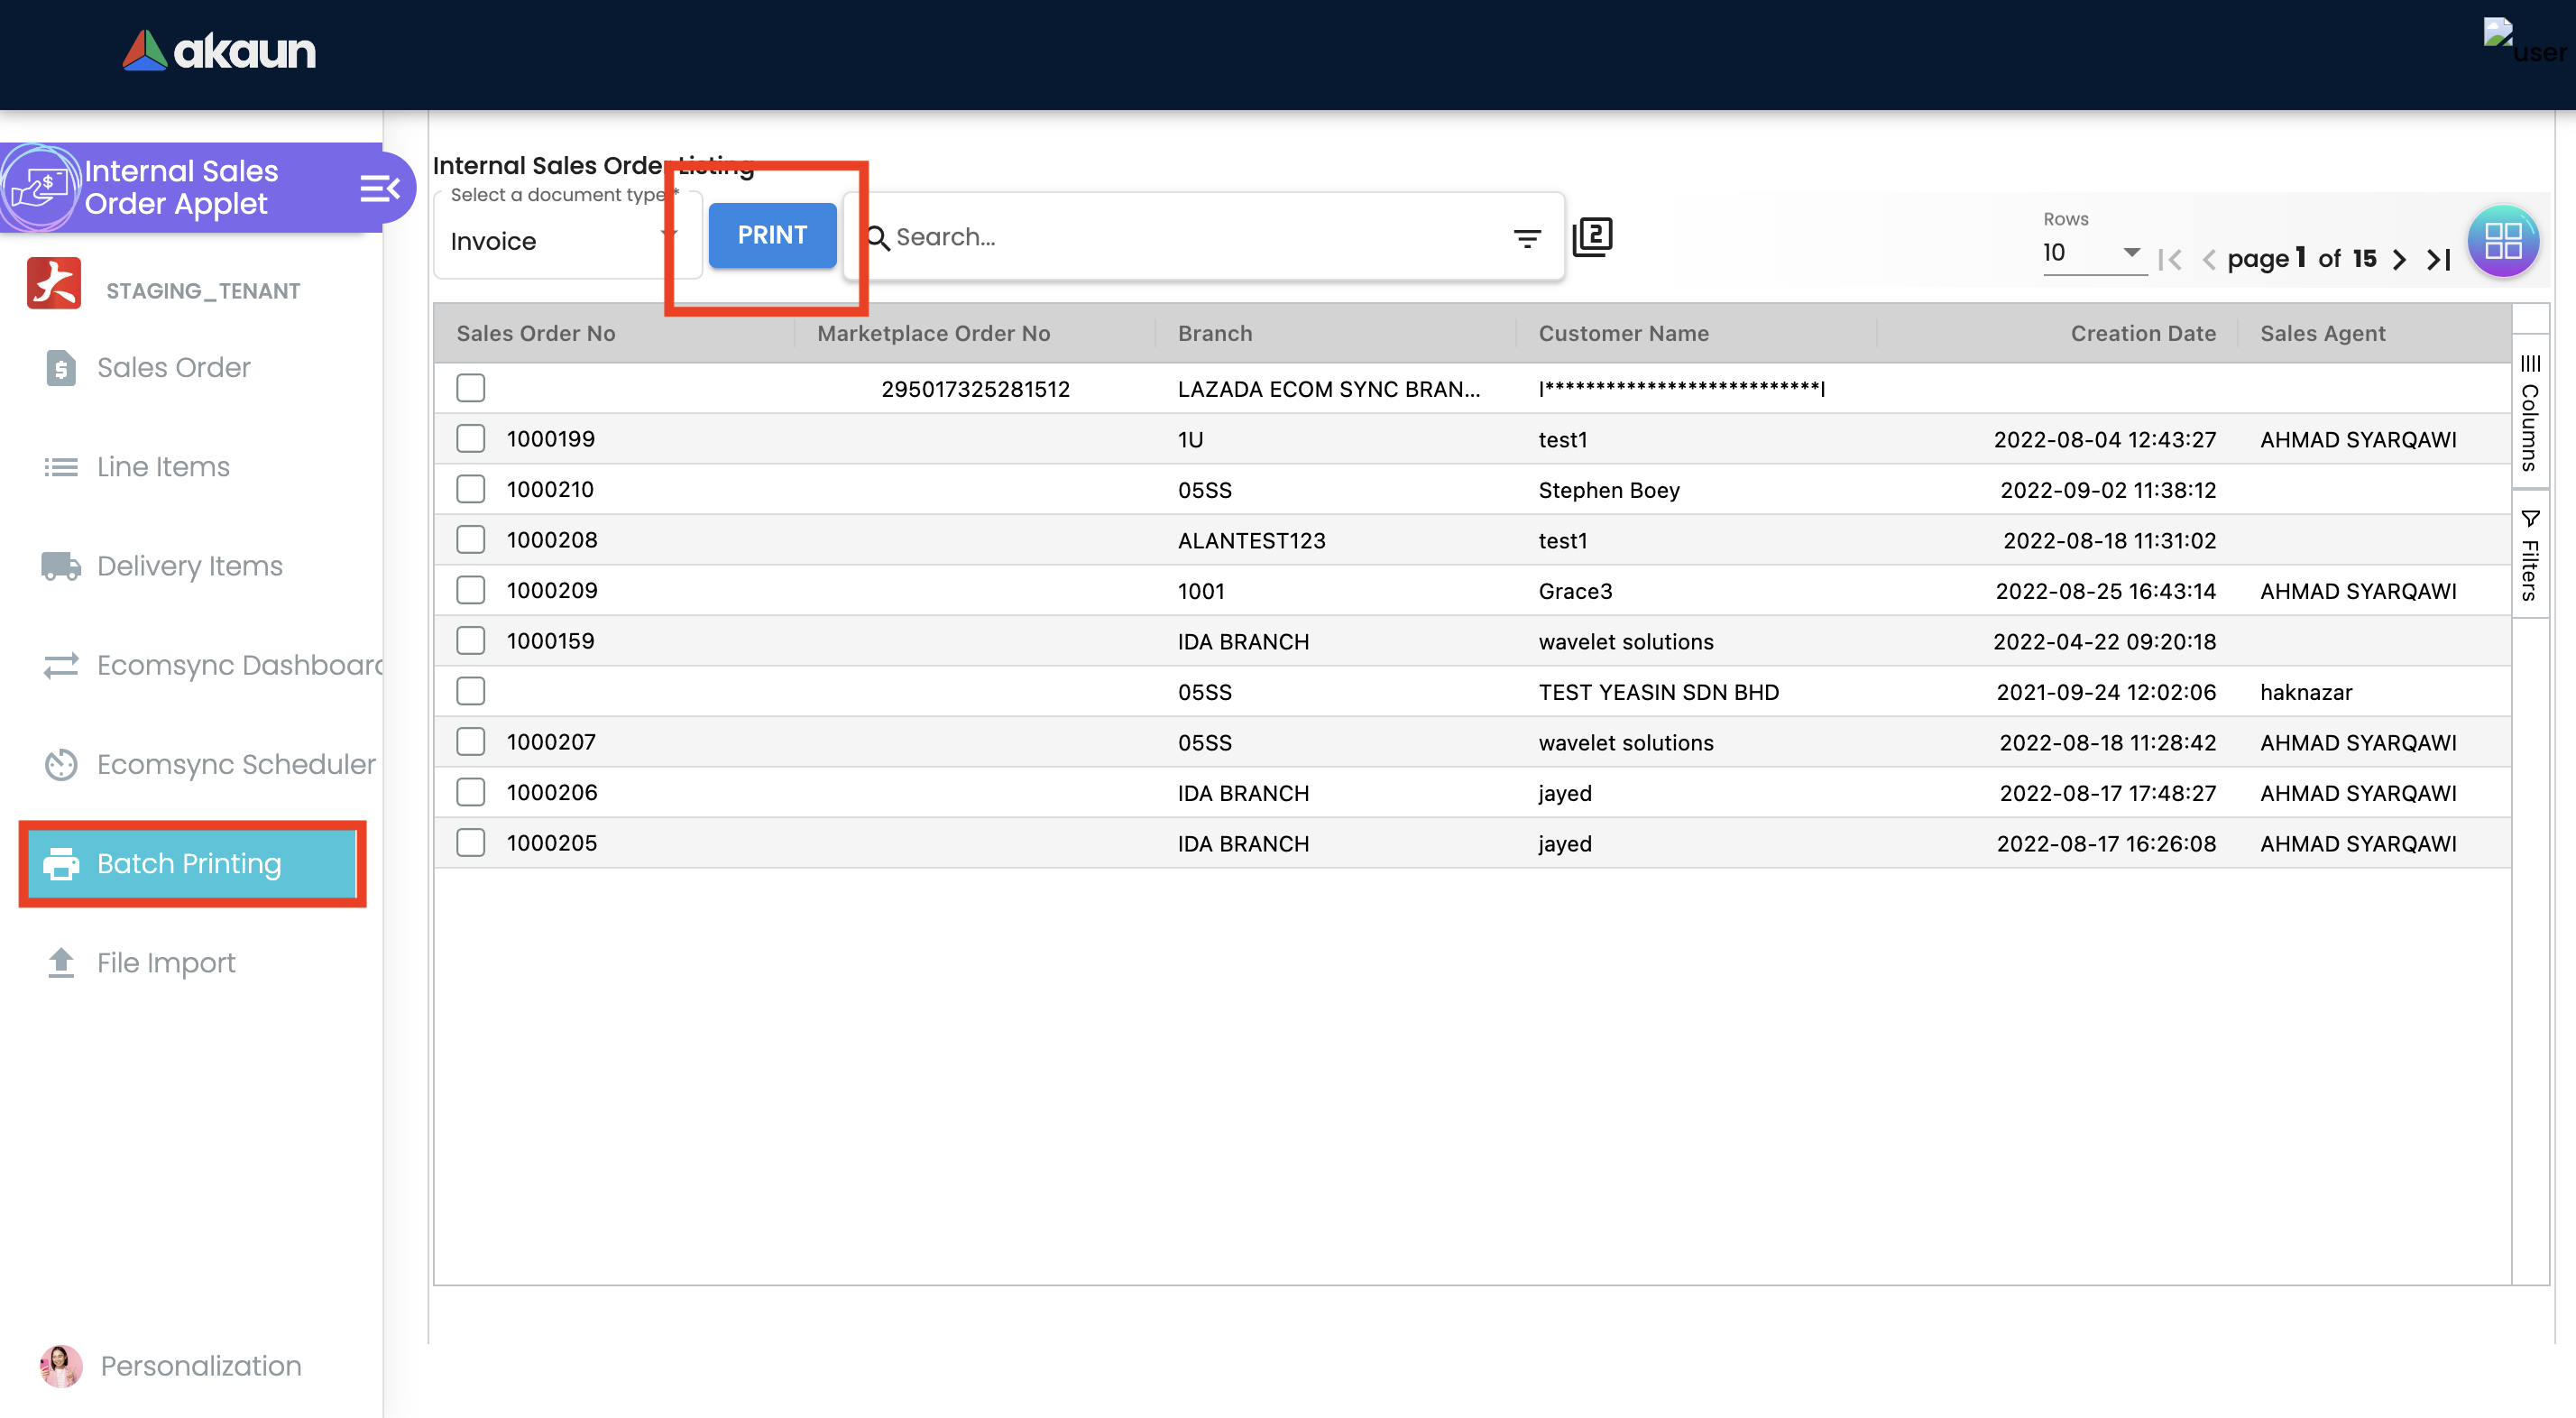 akaun
user
Internal Sales
Order Applet
STAGING_TENANT
Sales Order
Line Items
Delivery Items
Ecomsync Dashboard
Ecomsync Scheduler
Batch Printing
File Import
Personalization
Internal Sales Order Listing
Select a document type *
Invoice
PRINT
Search...
2
Rows
10
page 1 of 15
Sales Order No Marketplace Order No Branch Customer Name Creation Date Sales Agent
295017325281512 LAZADA ECOM SYNC BRAN... l***************************l
1000199 1U test1 2022-08-04 12:43:27 AHMAD SYARQAWI
1000210 05SS Stephen Boey 2022-09-02 11:38:12
1000208 ALANTEST123 test1 2022-08-18 11:31:02
1000209 1001 Grace3 2022-08-25 16:43:14 AHMAD SYARQAWI
1000159 IDA BRANCH wavelet solutions 2022-04-22 09:20:18
05SS TEST YEASIN SDN BHD 2021-09-24 12:02:06 haknazar
1000207 05SS wavelet solutions 2022-08-18 11:28:42 AHMAD SYARQAWI
1000206 IDA BRANCH jayed 2022-08-17 17:48:27 AHMAD SYARQAWI
1000205 IDA BRANCH jayed 2022-08-17 16:26:08 AHMAD SYARQAWI
Columns
Filters